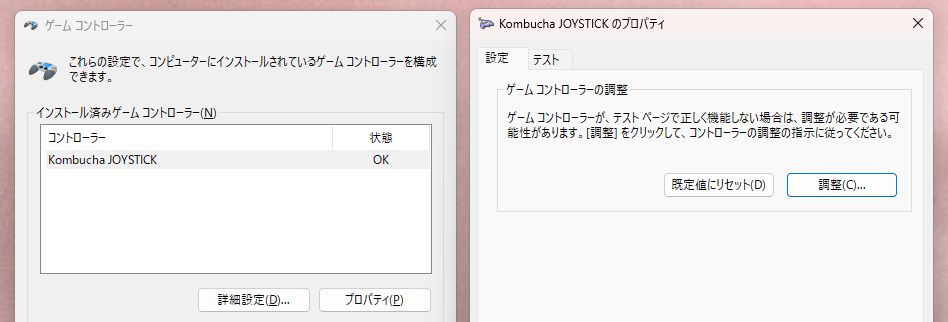 ゲーム コントローラー
これらの設定で、コンピューターにインストールされているゲーム コントローラーを構成
できます。
インストール済みゲーム コントローラー(N)
コントローラー 状態
Kombucha JOYSTICK OK
詳細設定(D)... プロパティ(P)
Kombucha JOYSTICK のプロパティ
設定 テスト
ゲーム コントローラーの調整
ゲーム コントローラーが、テスト ページで正しく機能しない場合は、調整が必要である可
能性があります。[調整] をクリックして、コントローラーの調整の指示に従ってください。
既定値にリセット(D) 調整(C)...